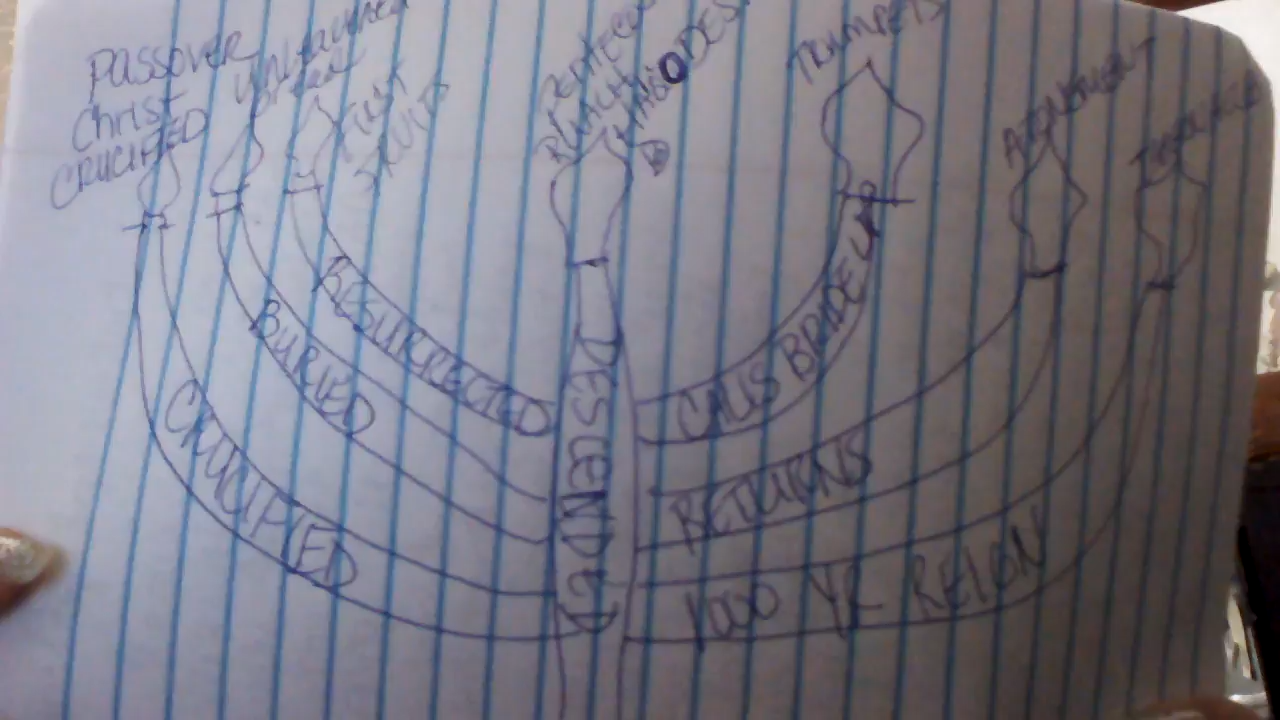 Passover
Christ
CRUCIFIED
Unleavened
Bread
First
Fruits
HAG
TRUMPETS
ATONEMENT
RESURRECTED
BURIED
CRUCIFIED
DESCENDED
CALLS BRIDE UP
RETURNS
1000 YR REIGN